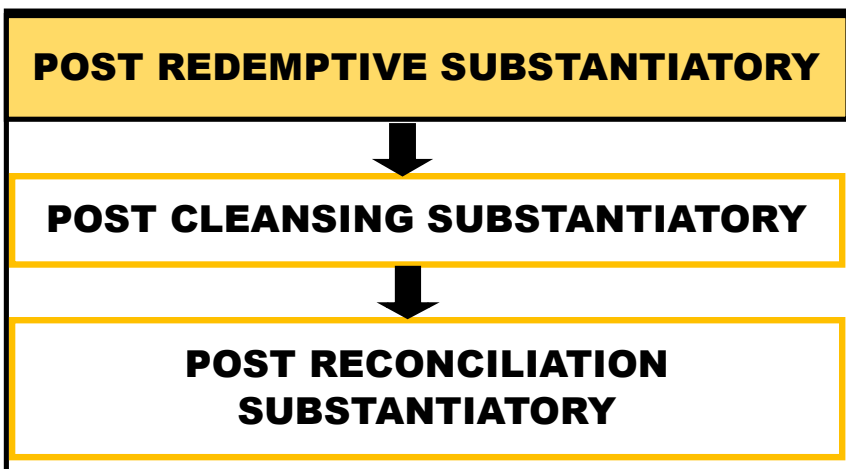 POST REDEMPTIVE SUBSTANTIATORY
POST CLEANSING SUBSTANTIATORY
POST RECONCILIATION
SUBSTANTIATORY